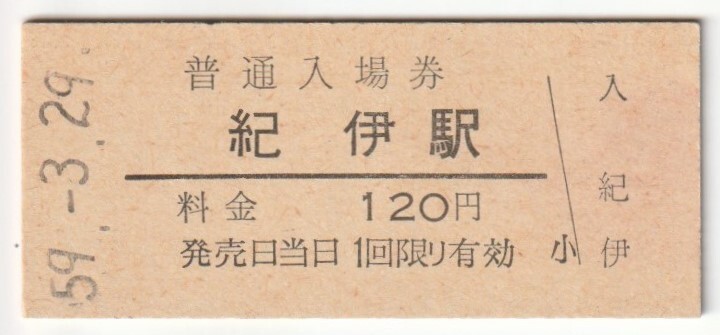 59.-3.29.
普通入場券
紀伊駅
料金 120円
発売日当日1回限り有効
小
入
紀
伊